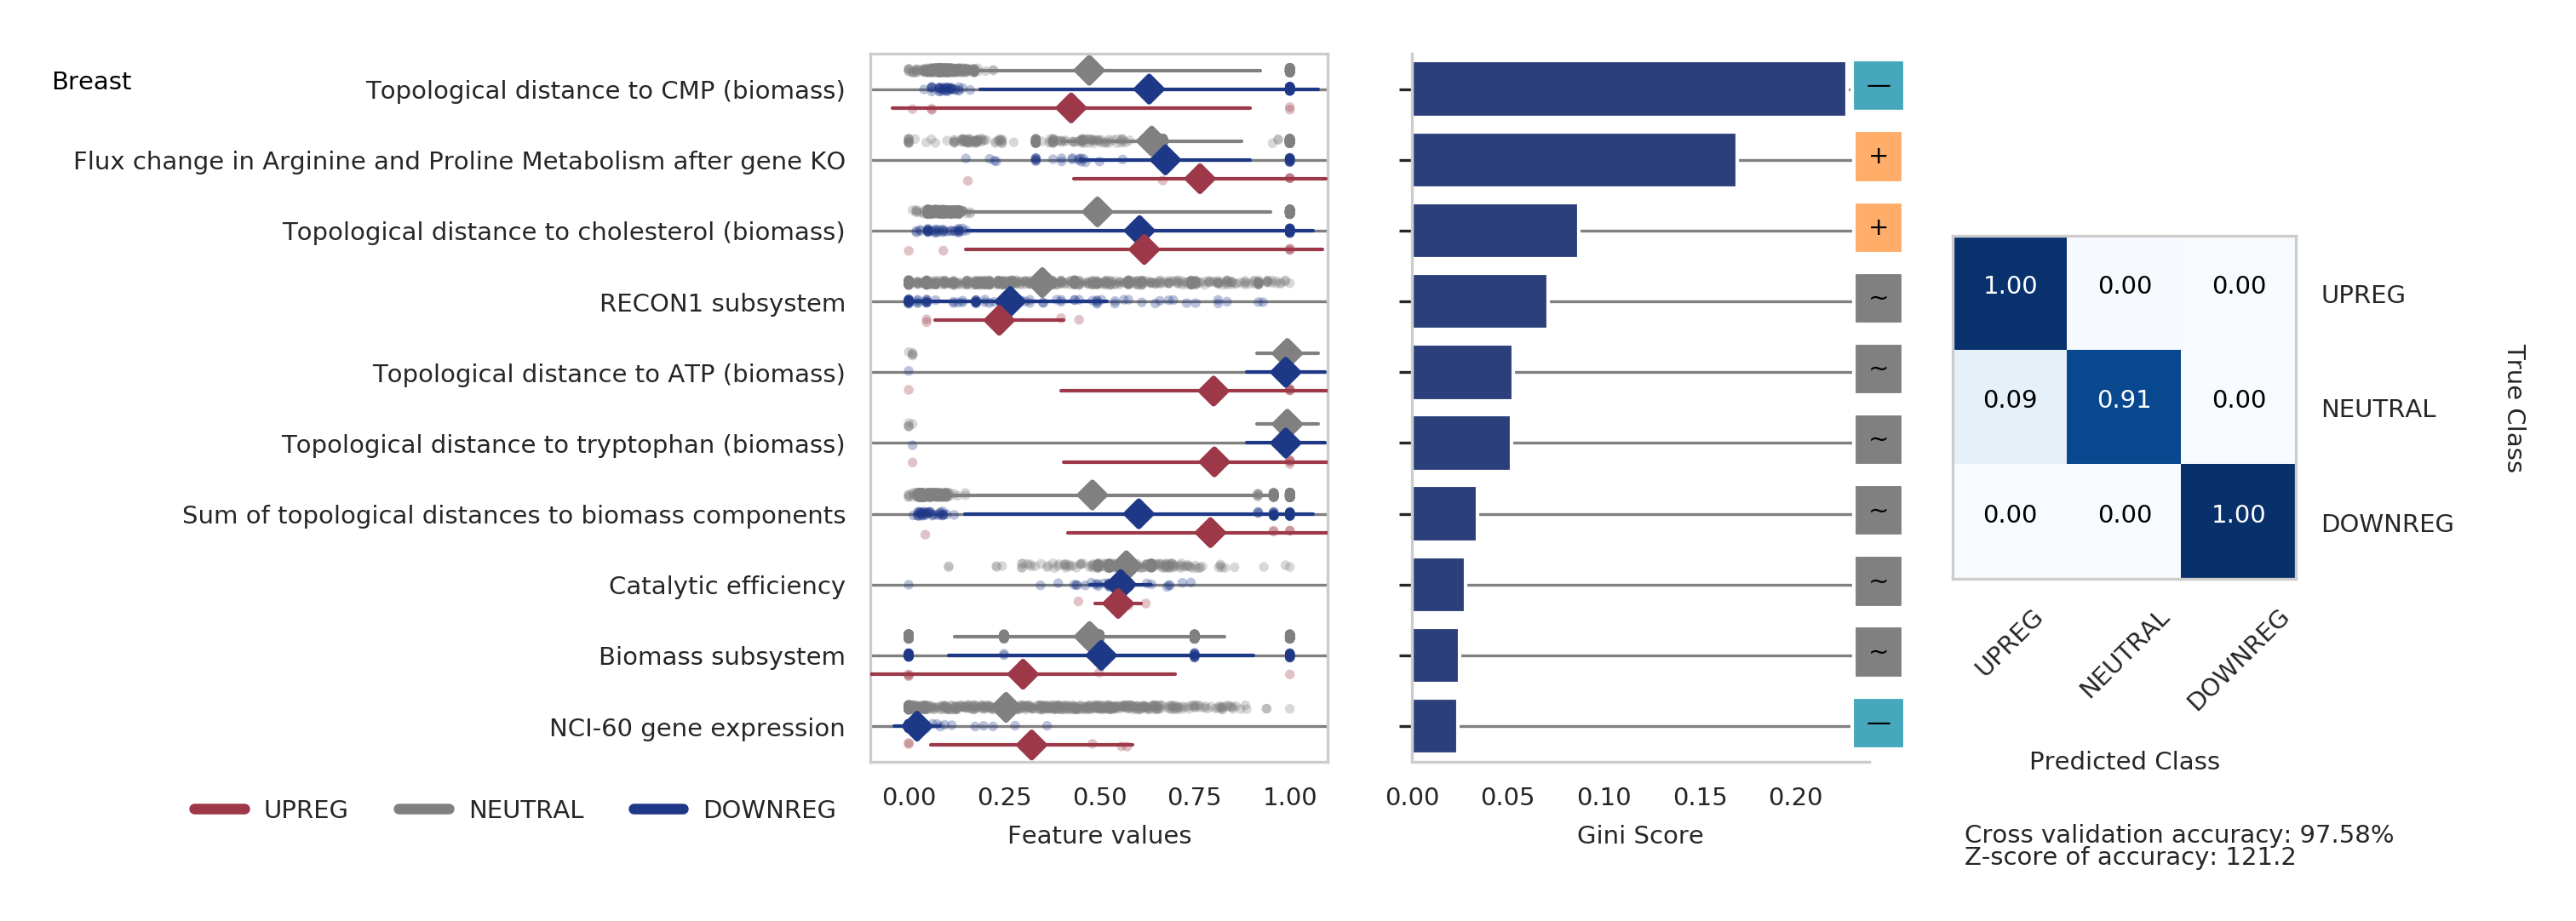 Breast
Topological distance to CMP (biomass)
Flux change in Arginine and Proline Metabolism after gene KO
Topological distance to cholesterol (biomass)
RECON1 subsystem
Topological distance to ATP (biomass)
Topological distance to tryptophan (biomass)
Sum of topological distances to biomass components
Catalytic efficiency
Biomass subsystem
NCI-60 gene expression
UPREG NEUTRAL DOWNREG
0.00 0.25 0.50 0.75 1.00
Feature values
—
+
+
~
~
~
~
~
~
—
0.00 0.05 0.10 0.15 0.20
Gini Score
1.00 0.00 0.00 UPREG
0.09 0.91 0.00 NEUTRAL
0.00 0.00 1.00 DOWNREG
True Class
UPREG NEUTRAL DOWNREG
Predicted Class
Cross validation accuracy: 97.58%
Z-score of accuracy: 121.2